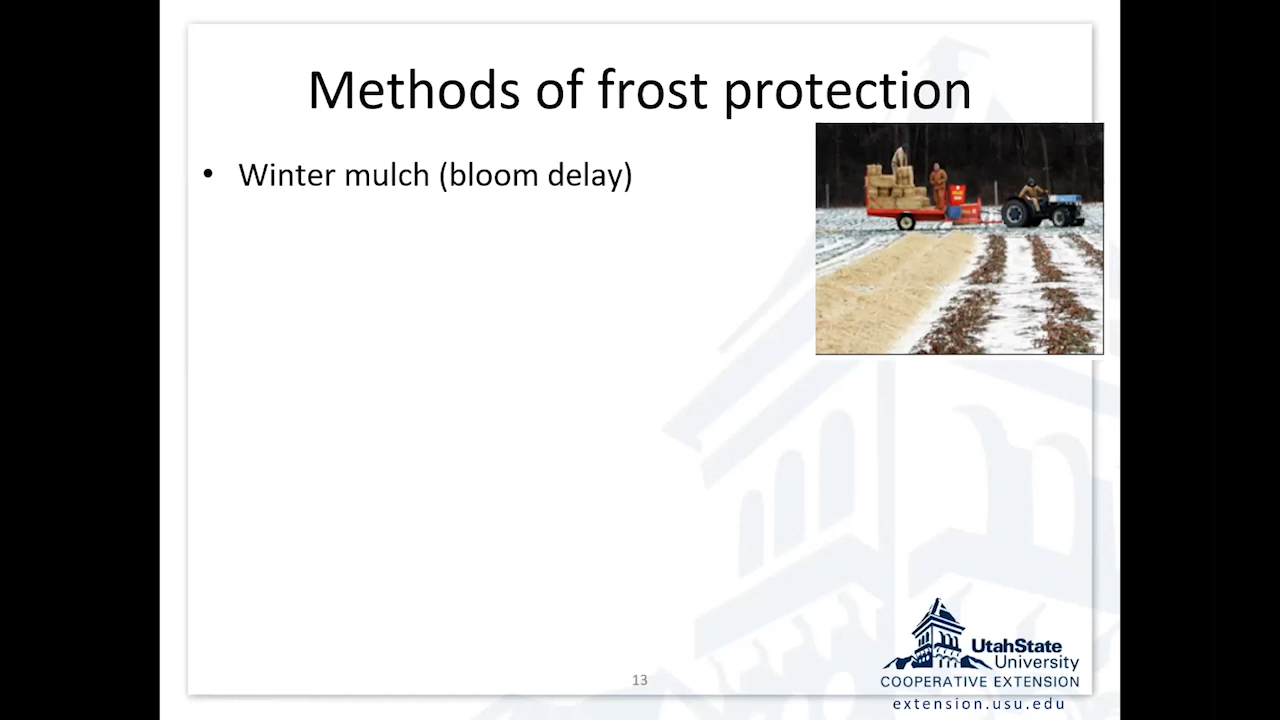 Methods of frost protection
• Winter mulch (bloom delay)
13
UtahState
University
COOPERATIVE EXTENSION
extension.usu.edu